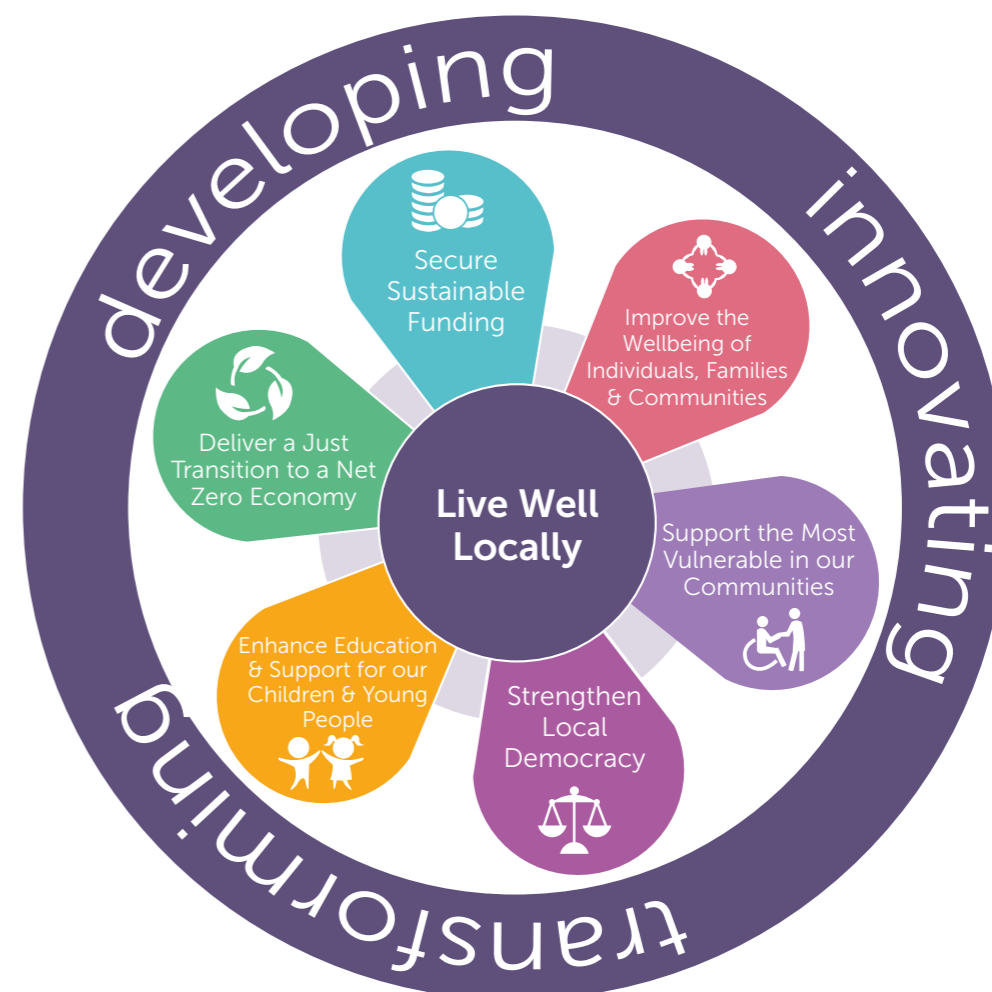 developing
innovating
transforming
Secure
Sustainable
Funding
Improve the
Wellbeing of
Individuals, Families
& Communities
Support the Most
Vulnerable in our
Communities
Strengthen
Local
Democracy
Enhance Education
& Support for our
Children & Young
People
Deliver a Just
Transition to a Net
Zero Economy
Live Well
Locally